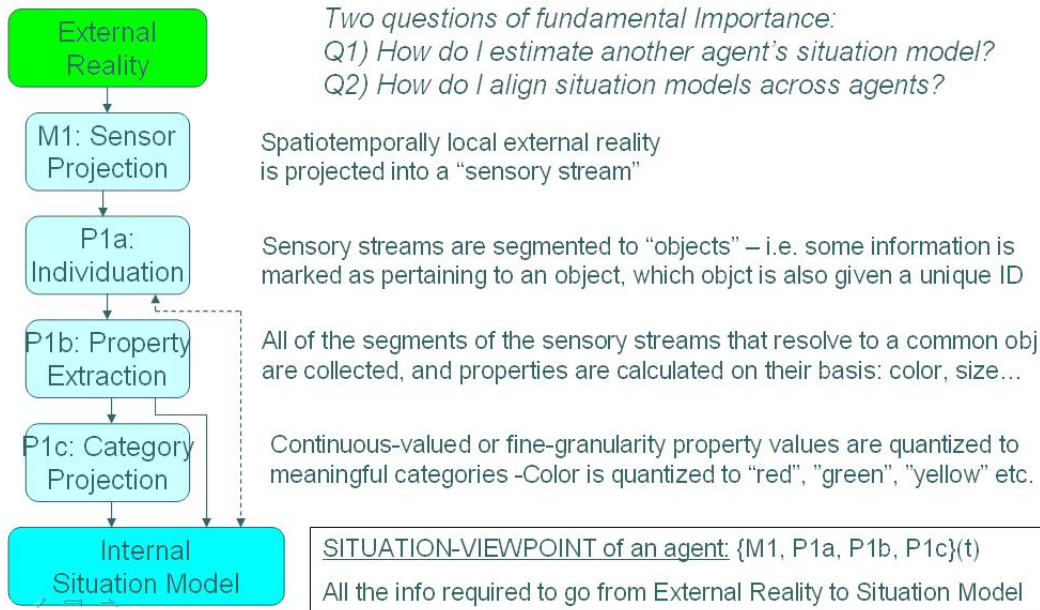 External
Reality
Two questions of fundamental Importance:
Q1) How do I estimate another agent's situation model?
Q2) How do I align situation models across agents?
M1: Sensor
Projection
Spatiotemporally local external reality
is projected into a “sensory stream”
P1a:
Individuation
Sensory streams are segmented to “objects” – i.e. some information is
marked as pertaining to an object, which objct is also given a unique ID
P1b: Property
Extraction
All of the segments of the sensory streams that resolve to a common obj
are collected, and properties are calculated on their basis: color, size…
P1c: Category
Projection
Continuous-valued or fine-granularity property values are quantized to
meaningful categories -Color is quantized to “red”, ”green”, ”yellow” etc.
Internal
Situation Model
SITUATION-VIEWPOINT of an agent: {M1, P1a, P1b, P1c}(t)
All the info required to go from External Reality to Situation Model